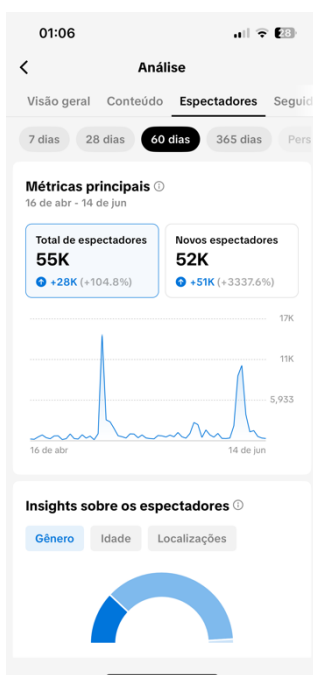 01:06
28
Análise
Visão geral Conteúdo Espectadores Seguid
7 dias 28 dias 60 dias 365 dias Pers
Métricas principais
16 de abr - 14 de jun
Total de espectadores
55K
+28K (+104.8%)
Novos espectadores
52K
+51K (+3337.6%)
17K
11K
5,933
16 de abr 14 de jun
Insights sobre os espectadores
Gênero Idade Localizações